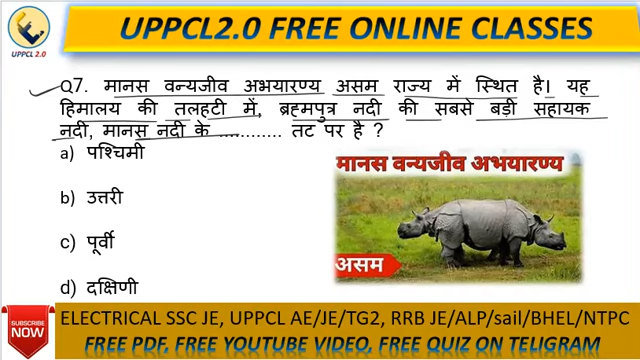 UPPCL2.0 FREE ONLINE CLASSES
UPPCL 2.0
Q7. मानस वन्यजीव अभयारण्य असम राज्य में स्थित है। यह
हिमालय की तलहटी में, ब्रह्मपुत्र नदी की सबसे बड़ी सहायक
नदी, मानस नदी के ............ तट पर है ?
a) पश्चिमी
b) उत्तरी
c) पूर्वी
d) दक्षिणी
मानस वन्यजीव अभयारण्य
असम
SUBSCRIBE
NOW
ELECTRICAL SSC JE, UPPCL AE/JE/TG2, RRB JE/ALP/sail/BHEL/NTPC
FREE PDF, FREE YOUTUBE VIDEO, FREE QUIZ ON TELIGRAM